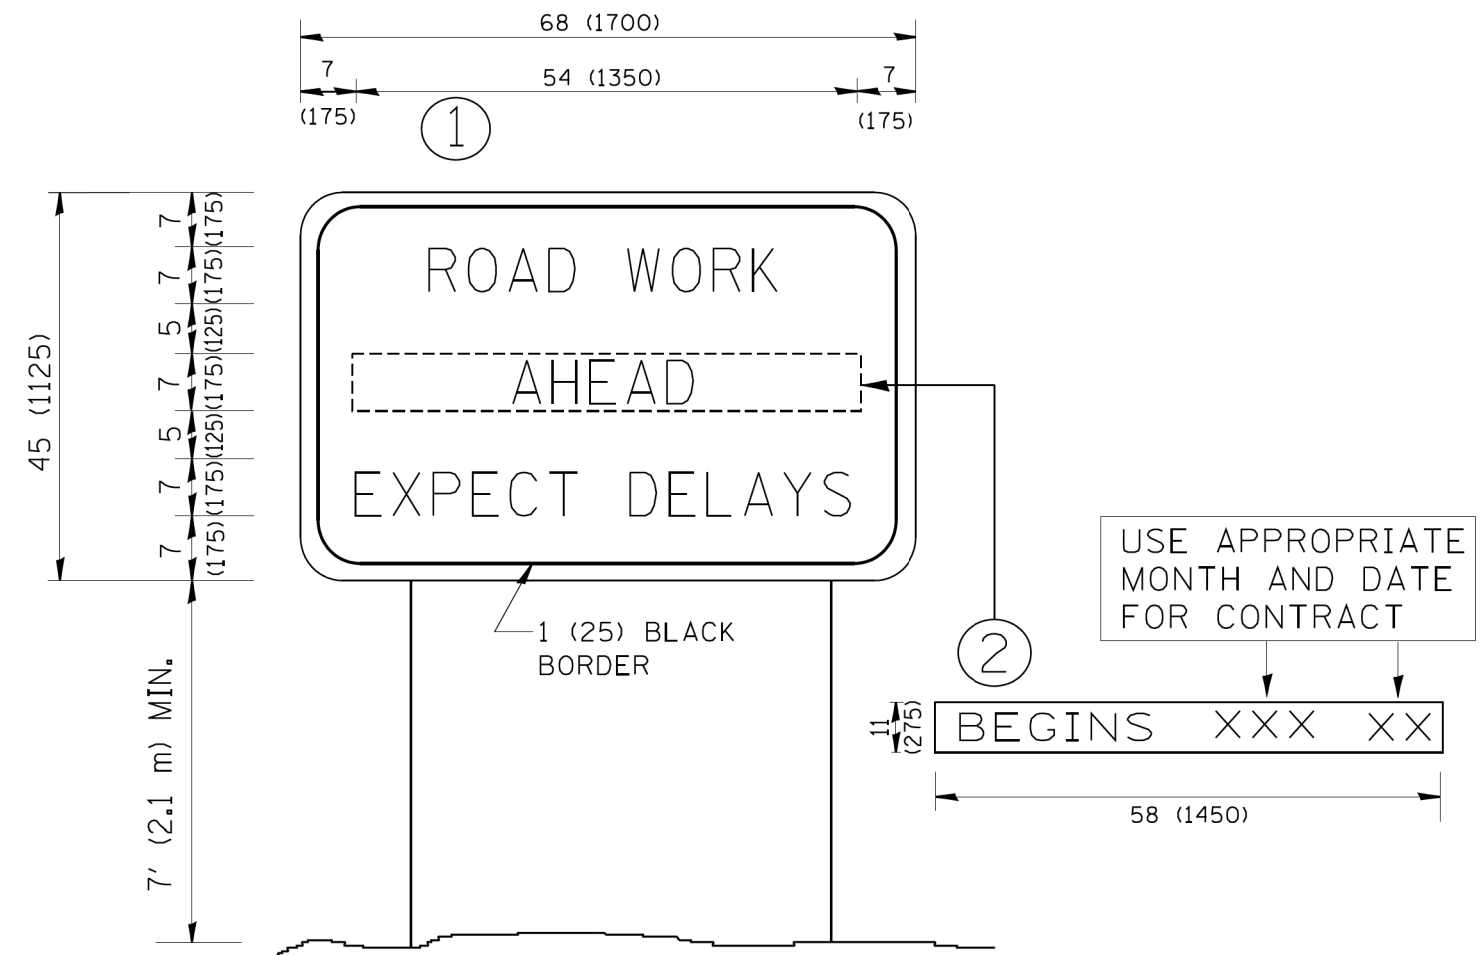 68 (1700)
7 54 (1350) 7
(175) (175)
1
45 (1125)
7 (175)
7 (175)
5 (125)
7 (175)
5 (125)
7 (175)
7 (175)
ROAD WORK
AHEAD
EXPECT DELAYS
1 (25) BLACK
BORDER
7' (2.1 m) MIN.
2
USE APPROPRIATE
MONTH AND DATE
FOR CONTRACT
11
(275)
BEGINS XXX XX
58 (1450)